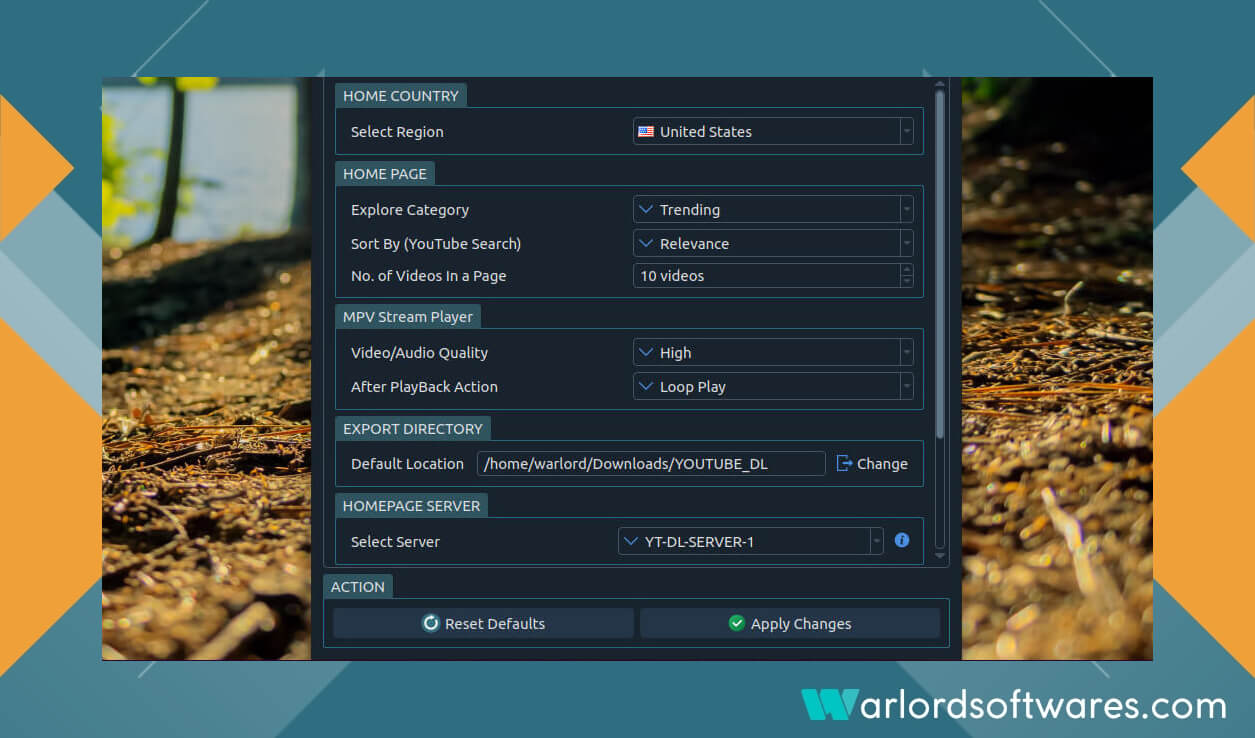 HOME COUNTRY
Select Region United States
HOME PAGE
Explore Category Trending
Sort By (YouTube Search) Relevance
No. of Videos In a Page 10 videos
MPV Stream Player
Video/Audio Quality High
After PlayBack Action Loop Play
EXPORT DIRECTORY
Default Location /home/warlord/Downloads/YOUTUBE_DL Change
HOMEPAGE SERVER
Select Server YT-DL-SERVER-1
ACTION
Reset Defaults Apply Changes
Warlordsoftwares.com